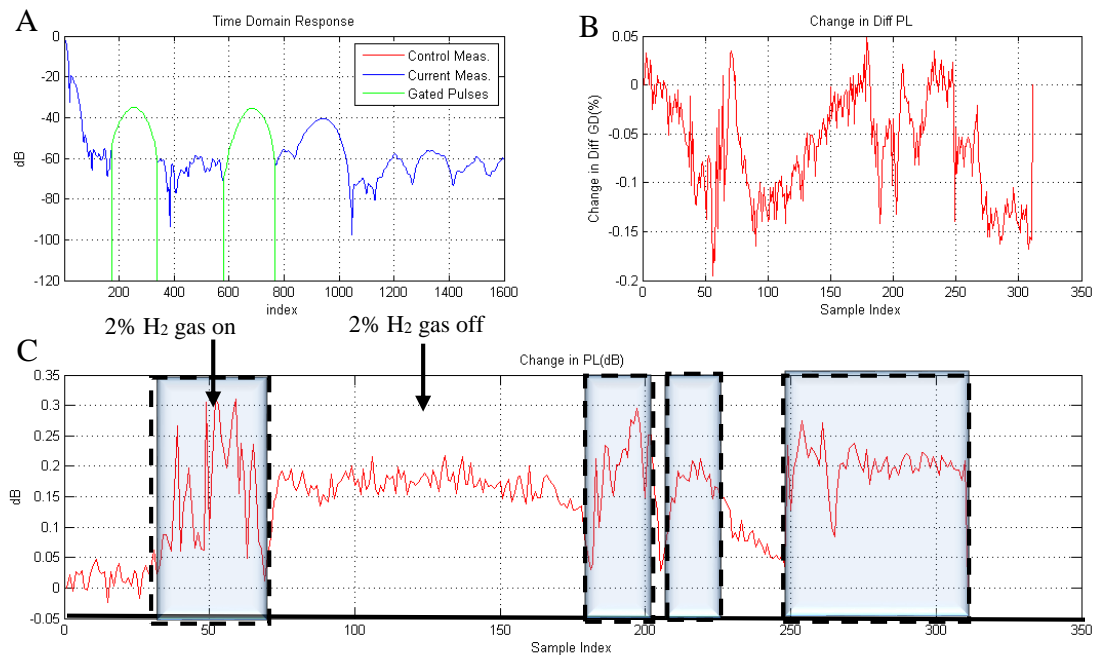 A
Time Domain Response
0
-20
-40
-60
-80
-100
-120
dB
Control Meas.
Current Meas.
Gated Pulses
200 400 600 800 1000 1200 1400 1600
index
B
Change in Diff PL
0.05
0
-0.05
-0.1
-0.15
-0.2
Change in Diff GD(%)
0 50 100 150 200 250 300 350
Sample Index
2% H2 gas on
2% H2 gas off
C
Change in PL(dB)
0.35
0.3
0.25
0.2
0.15
0.1
0.05
0
-0.05
dB
0 50 100 150 200 250 300 350
Sample Index